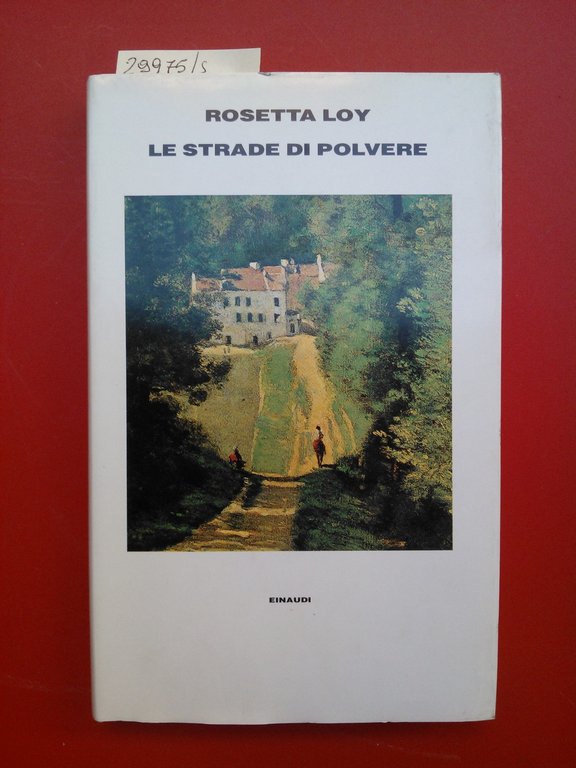 29975/s
ROSETTA LOY
LE STRADE DI POLVERE
EINAUDI